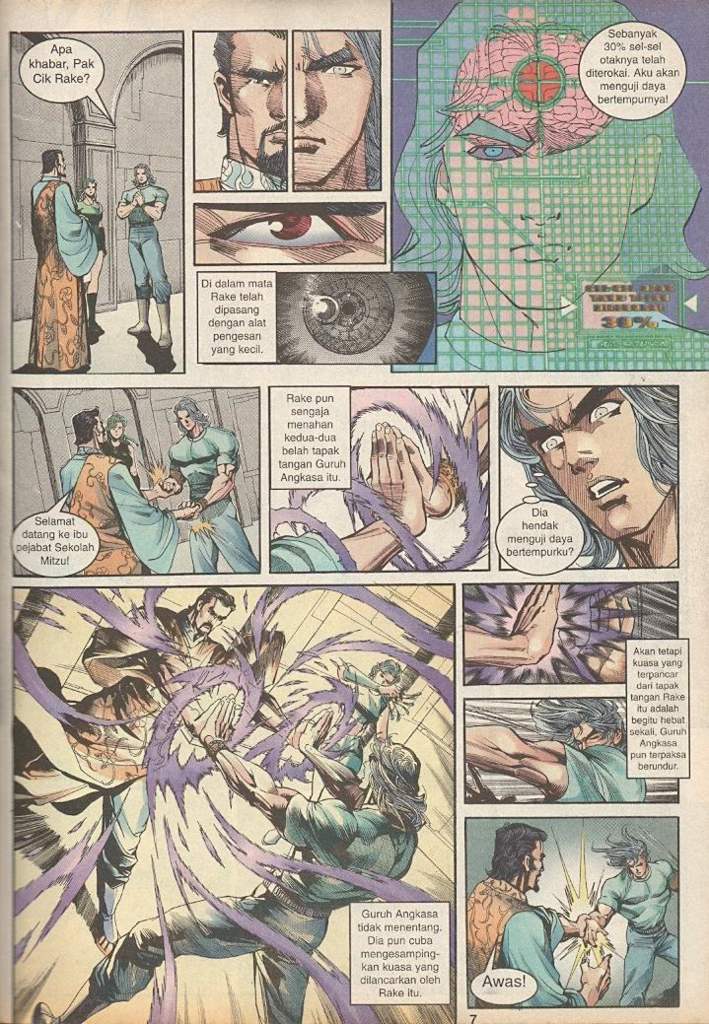 Apa
khabar, Pak
Cik Rake?
Sebanyak
30% sel-sel
otaknya telah
diterokai. Aku akan
menguji daya
bertempurnya!
Di dalam mata
Rake telah
dipasang
dengan alat
pengesan
yang kecil.
30%
Selamat
datang ke ibu
pejabat Sekolah
Mitzu!
Rake pun
sengaja
menahan
kedua-dua
belah tapak
tangan Guruh
Angkasa itu.
Dia
hendak
menguji daya
bertempurku?
Guruh Angkasa
tidak menentang.
Dia pun cuba
mengesamping-
kan kuasa yang
dilancarkan oleh
Rake itu.
Akan tetapi
kuasa yang
terpancar
dari tapak
tangan Rake
itu adalah
begitu hebat
sekali, Guruh
Angkasa
pun terpaksa
berundur.
Awas!
7